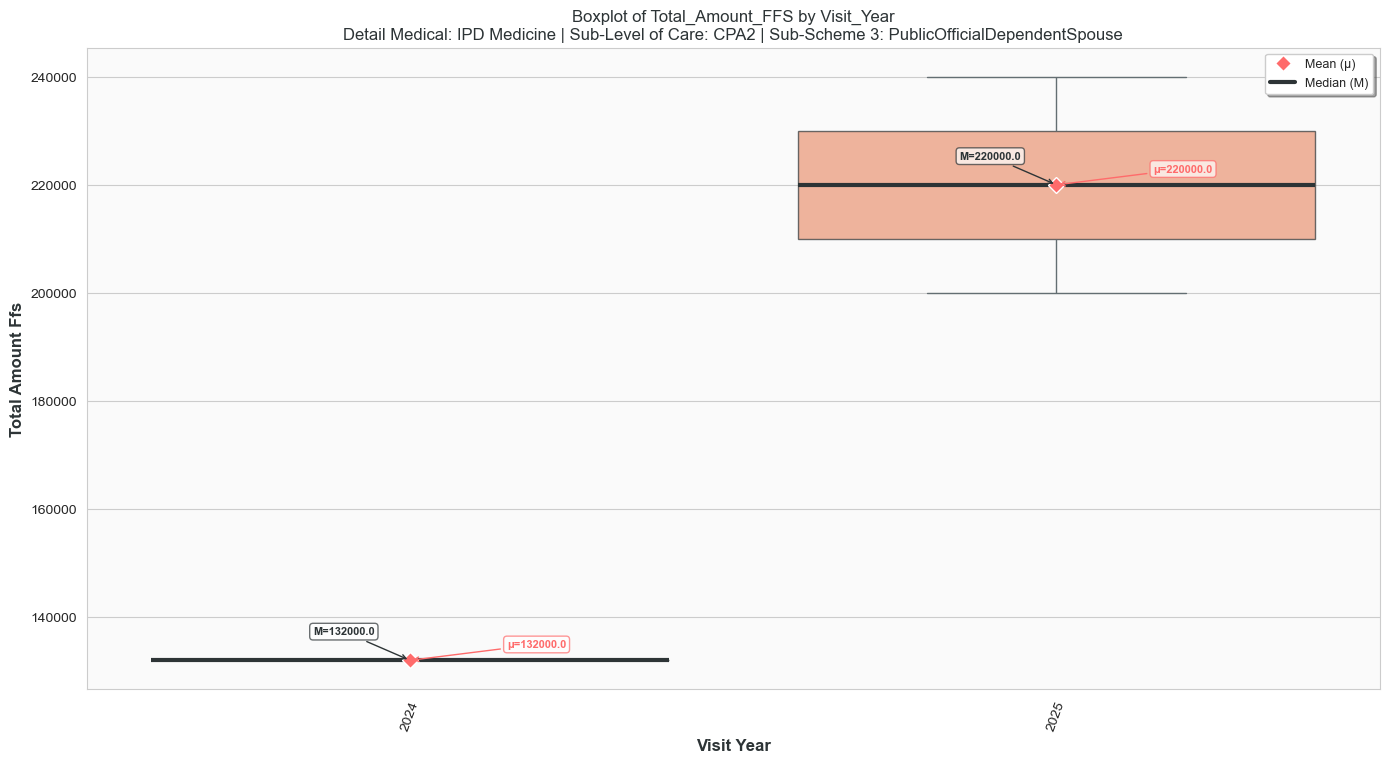 Boxplot of Total_Amount_FFS by Visit_Year
Detail Medical: IPD Medicine | Sub-Level of Care: CPA2 | Sub-Scheme 3: PublicOfficialDependentSpouse
Mean (μ)
Median (M)
240000
220000
200000
180000
160000
140000
Total Amount Ffs
M=220000.0
μ=220000.0
M=132000.0
μ=132000.0
2024
2025
Visit Year